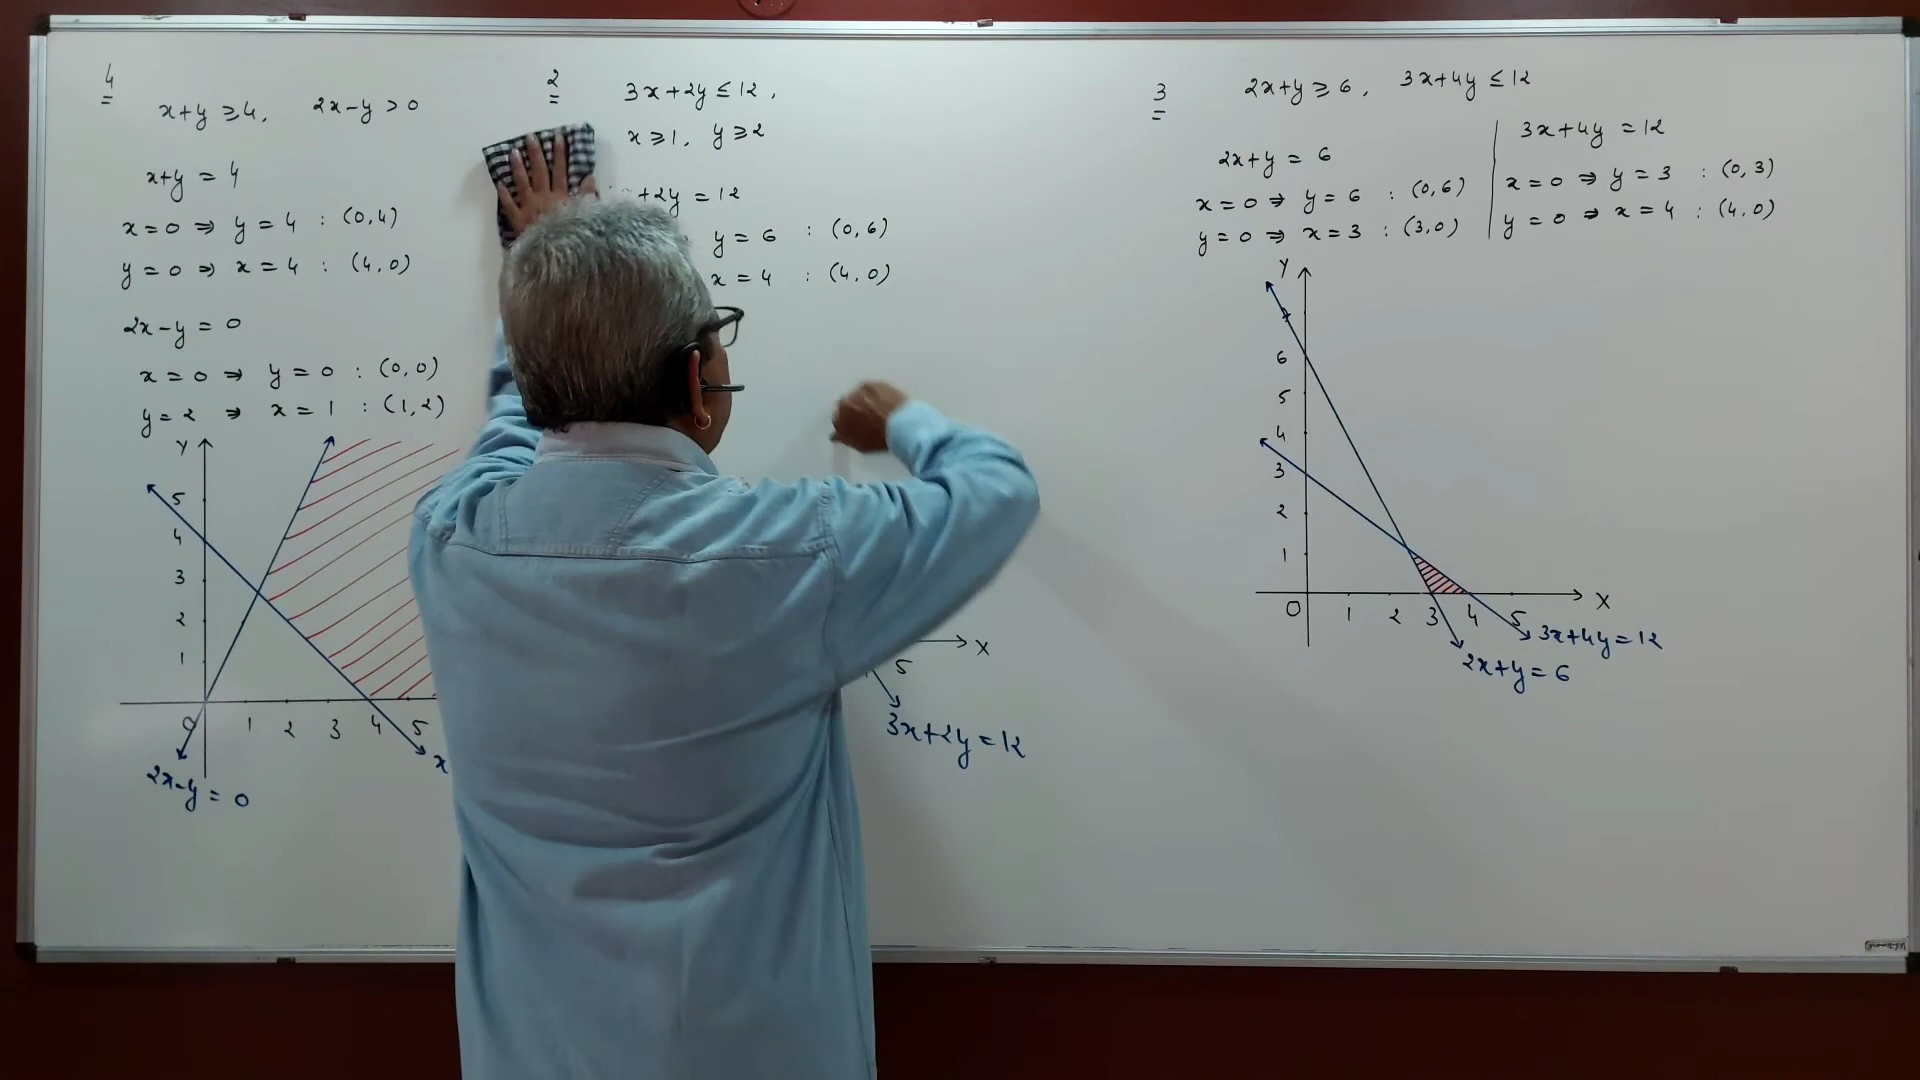 4
x+y ≥ 4, 2x-y > 0
x+y = 4
x = 0 ⇒ y = 4 : (0,4)
y = 0 ⇒ x = 4 : (4,0)
2x-y = 0
x = 0 ⇒ y = 0 : (0,0)
y = 2 ⇒ x = 1 : (1,2)
Y
5
4
3
2
1
O 1 2 3 4 5
x
2x-y = 0
2
3x+2y ≤ 12,
x ≥ 1, y ≥ 2
+2y = 12
y = 6 : (0,6)
x = 4 : (4,0)
X
5
3x+2y = 12
3
2x+y ≥ 6, 3x+4y ≤ 12
2x+y = 6
x = 0 ⇒ y = 6 : (0,6)
y = 0 ⇒ x = 3 : (3,0)
3x+4y = 12
x = 0 ⇒ y = 3 : (0,3)
y = 0 ⇒ x = 4 : (4,0)
Y
7
6
5
4
3
2
1
O 1 2 3 4 5 X
3x+4y = 12
2x+y = 6